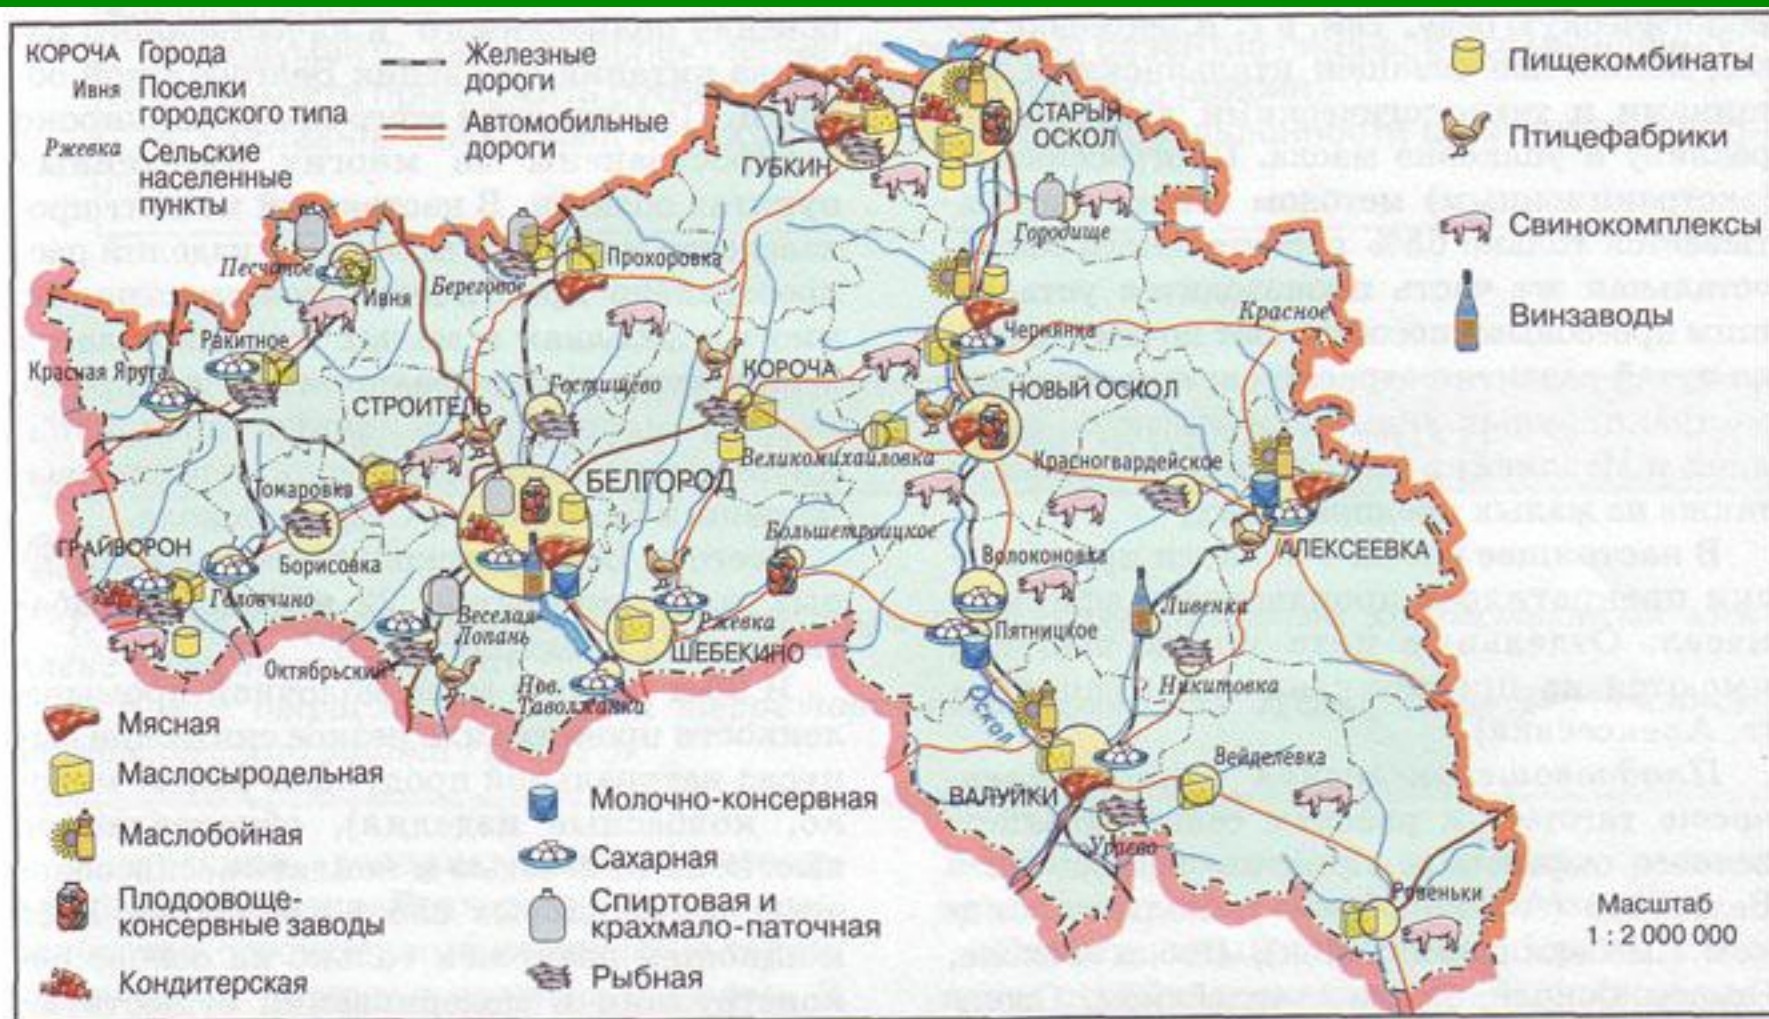 КОРОЧА Города
Ивня Поселки
городского типа
Ржевка Сельские
населенные
пункты
Железные
дороги
Автомобильные
дороги
Пищекомбинаты
Птицефабрики
Свинокомплексы
Винзаводы
СТАРЫЙ
ОСКОЛ
ГУБКИН
Городище
Песчаное
Ивня
Береговое
Прохоровка
Ракитное
Красная Яруга
Чернянка
Красное
КОРОЧА
Гостищево
СТРОИТЕЛЬ
НОВЫЙ ОСКОЛ
Великомихайловка
Красногвардейское
БЕЛГОРОД
Томаровка
Большетроицкое
Волоконовка
АЛЕКСЕЕВКА
ГРАЙВОРОН
Борисовка
Головчино
Веселая
Лопань
Ржевка
Пятницкое
Ливенка
ШЕБЕКИНО
Октябрьский
Нов.
Таволжанка
Никитовка
Оскол
Вейделевка
ВАЛУЙКИ
Уразво
Ровеньки
Мясная
Маслосыродельная
Маслобойная
Плодоовоще-
консервные заводы
Кондитерская
Молочно-консервная
Сахарная
Спиртовая и
крахмало-паточная
Рыбная
Масштаб
1 : 2 000 000